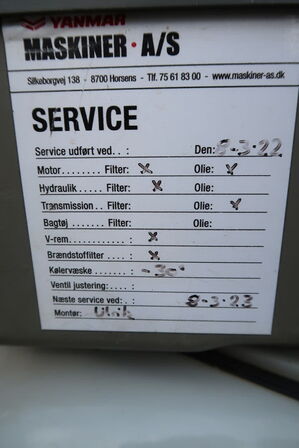 YANMAR
MASKINER · A/S
Silkeborgvej 138 - 8700 Horsens - Tlf. 75 61 83 00 - www.maskiner-as.dk
SERVICE
Service udført ved. . : Den: 8-3-22
Motor........ Filter: x Olie: x
Hydraulik.... Filter: x Olie:
Transmission.. Filter: Olie: x
Bagtøj...... Filter: Olie:
V-rem........: x
Brændstoffilter....: x
Kølervæske......: -30°
Ventil justering....:
Næste service ved:. : 8-3-23
Montør: Ulrik